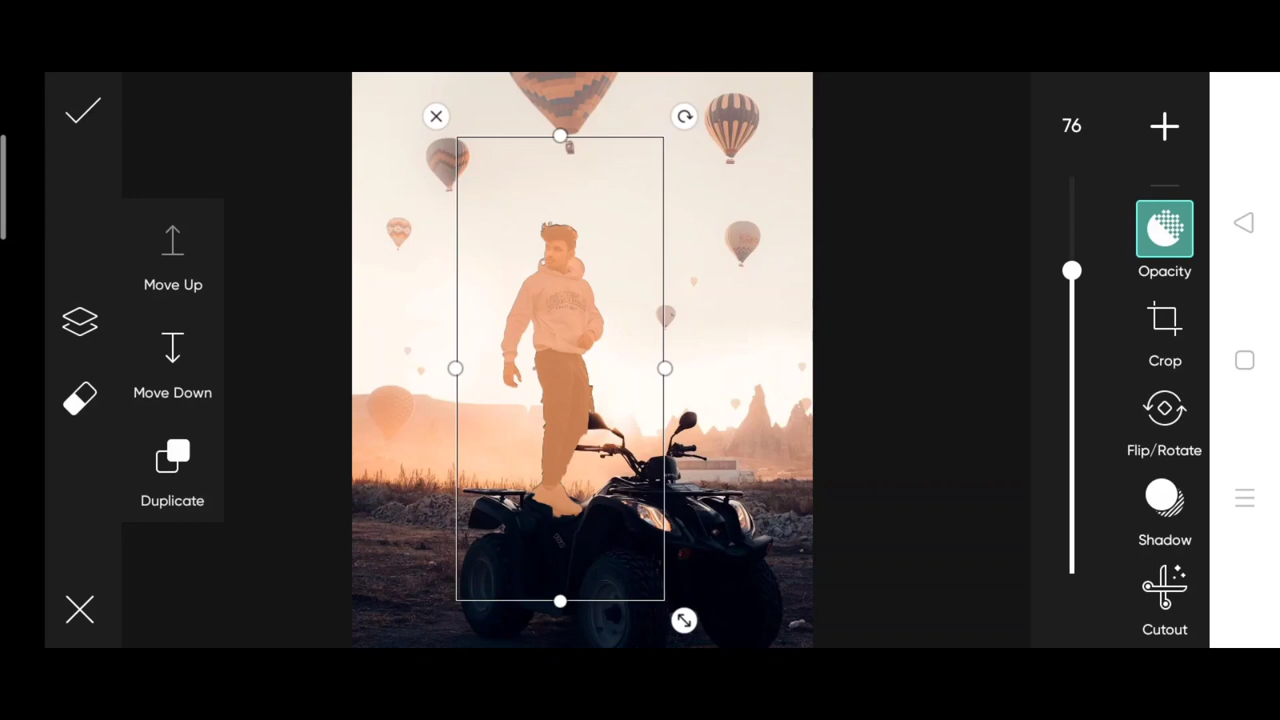 76
Move Up
Move Down
Duplicate
Opacity
Crop
Flip/Rotate
Shadow
Cutout